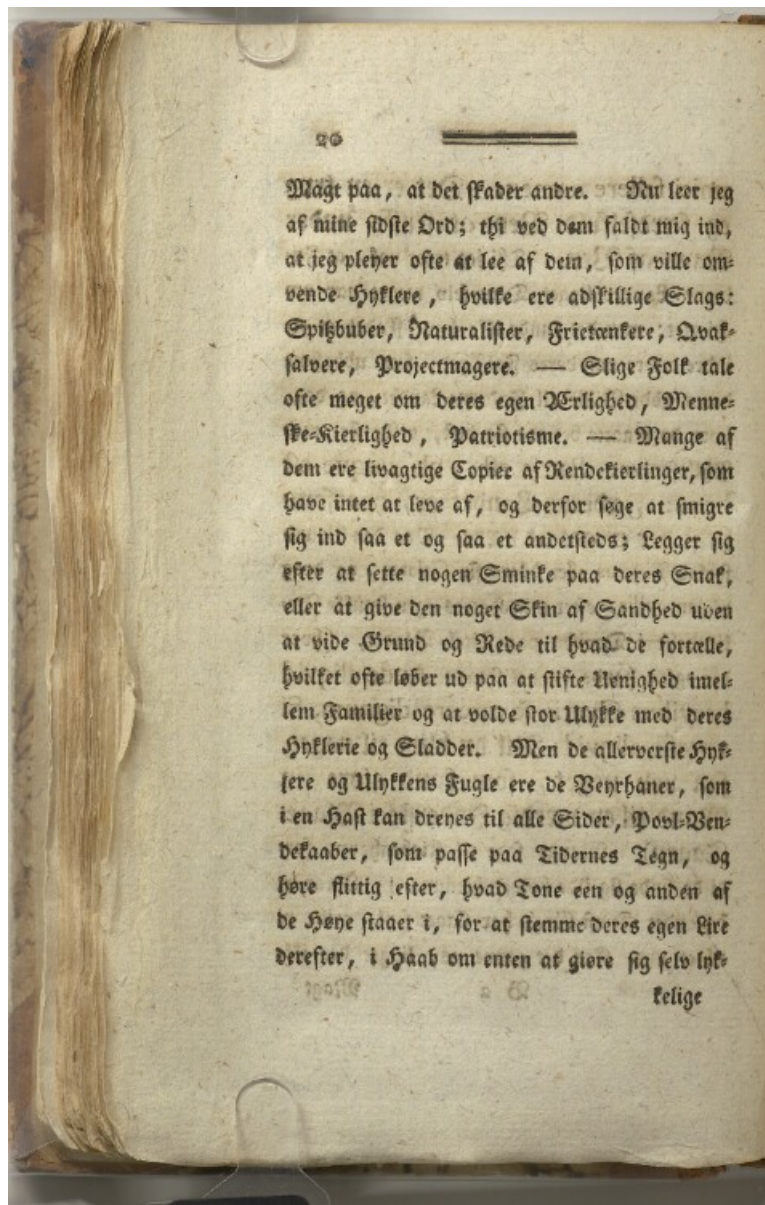 20
Magt paa, at det skader andre. Nu leer jeg
af mine sidste Ord; thi ved dem faldt mig ind,
at jeg pleyer ofte at lee af dem, som ville om-
vende Hyklere, hvilke ere adskillige Slags:
Spitzbuber, Naturalister, Frietænkere, Qvak-
salvere, Projectmagere. — Slige Folk tale
ofte meget om deres egen Ærlighed, Menne-
ske-Kierlighed, Patriotisme. — Mange af
dem ere livagtige Copier af Rendekierlinger, som
have intet at leve af, og derfor søge at smigre
sig ind saa et og saa et andetsteds; Legger sig
efter at sette nogen Sminke paa deres Snak,
eller at give den noget Skin af Sandhed uden
at vide Grund og Rede til hvad de fortælle,
hvilket ofte løber ud paa at stifte Uenighed imel-
lem Familier og at volde stor Ulykke med deres
Hyklerie og Sladder. Men de allerverste Hyk-
lere og Ulykkens Fugle ere de Veyrhaner, som
i en Hast kan dreyes til alle Sider, Povl-Ven-
dekaaber, som passe paa Tidernes Tegn, og
høre flittig efter, hvad Tone een og anden af
de Høye staaer i, for at stemme deres egen Lire
derefter, i Haab om enten at giøre sig selv lyk-
kelige